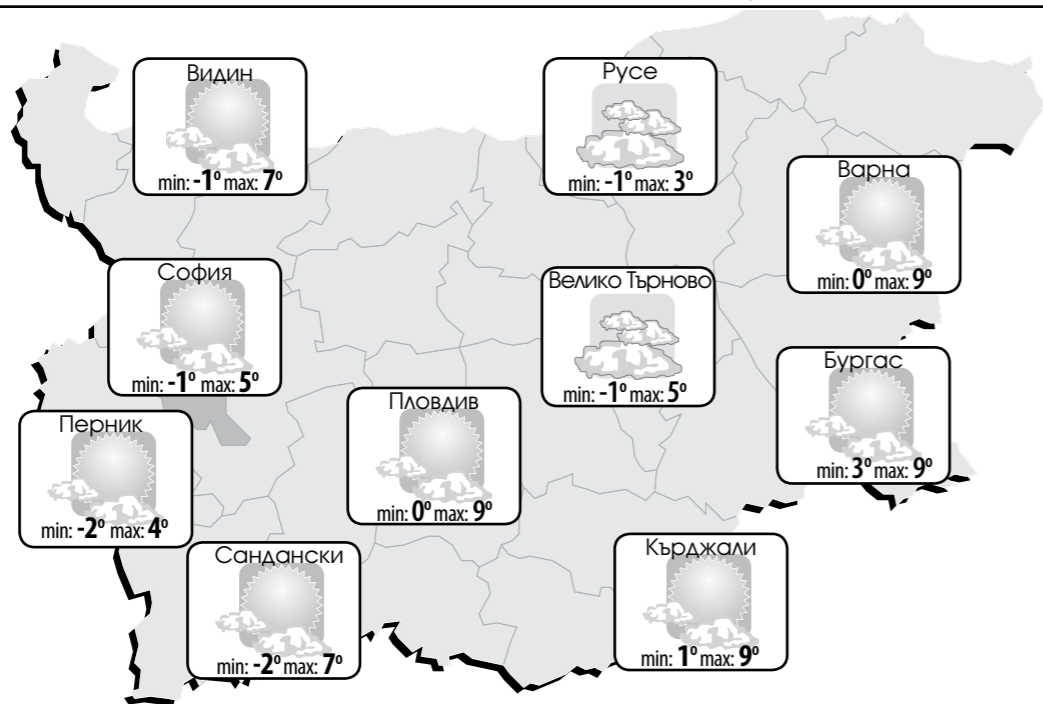 Видин
min: -1° max: 7°
Русе
min: -1° max: 3°
Варна
min: 0° max: 9°
София
min: -1° max: 5°
Велико Търново
min: -1° max: 5°
Бургас
min: 3° max: 9°
Пловдив
min: 0° max: 9°
Перник
min: -2° max: 4°
Сандански
min: -2° max: 7°
Кърджали
min: 1° max: 9°